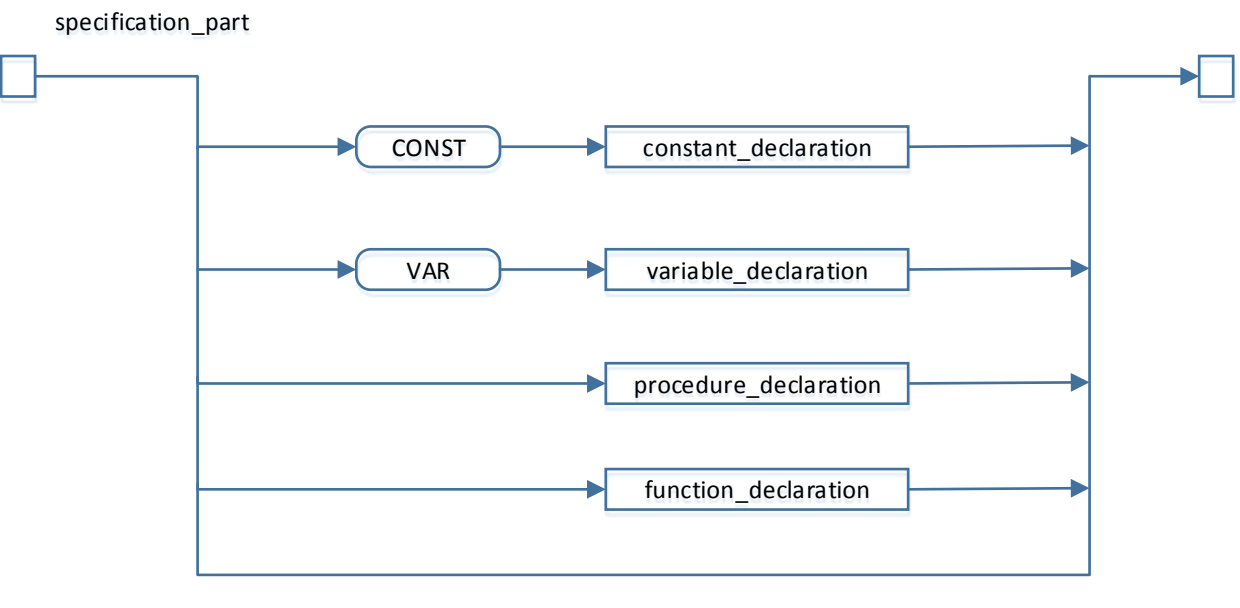 specification_part
CONST
constant_declaration
VAR
variable_declaration
procedure_declaration
function_declaration